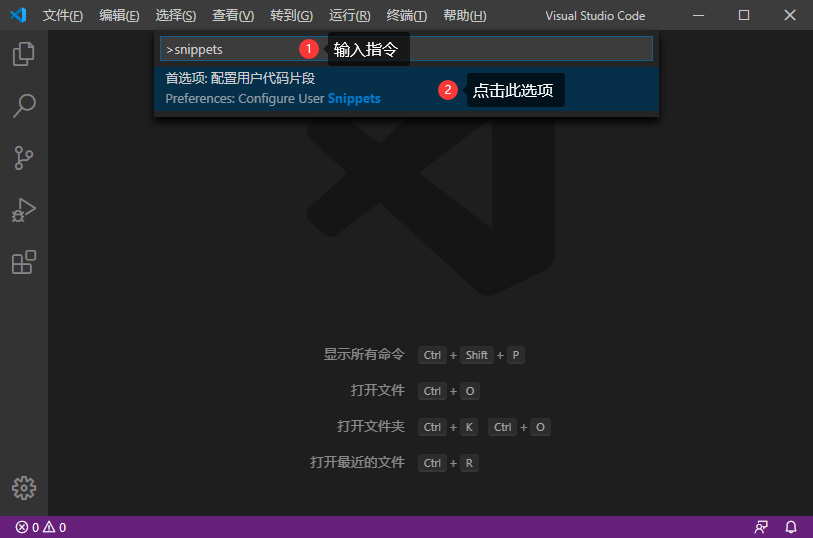 文件(F) 编辑(E) 选择(S) 查看(V) 转到(G) 运行(R) 终端(T) 帮助(H) Visual Studio Code
>snippets 1 输入指令
首选项: 配置用户代码片段
Preferences: Configure User Snippets 2 点击此选项
显示所有命令 Ctrl + Shift + P
打开文件 Ctrl + O
打开文件夹 Ctrl + K Ctrl + O
打开最近的文件 Ctrl + R
0 0